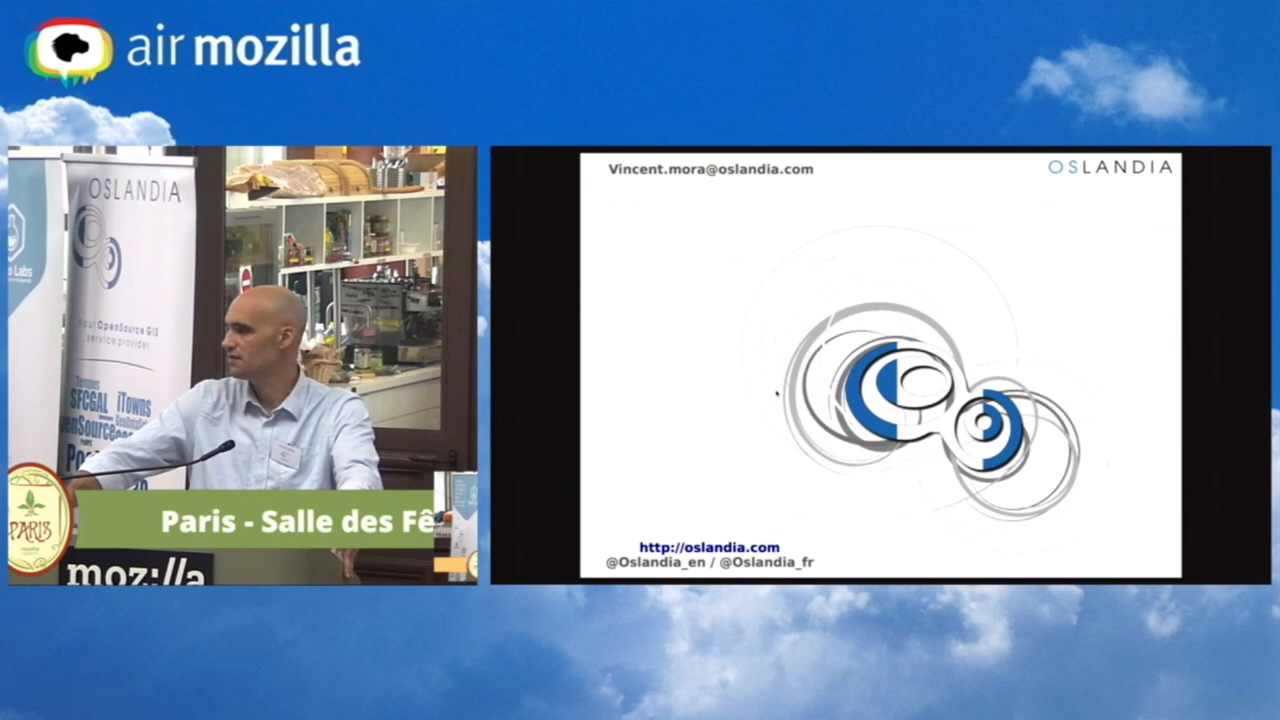 air mozilla
OSLANDIA
Your OpenSource GIS
service provider
SFCGAL iTowns
PARIS
mozilla
Paris - Salle des Fê
moz://a
Vincent.mora@oslandia.com
OSLANDIA
http://oslandia.com
@Oslandia_en / @Oslandia_fr